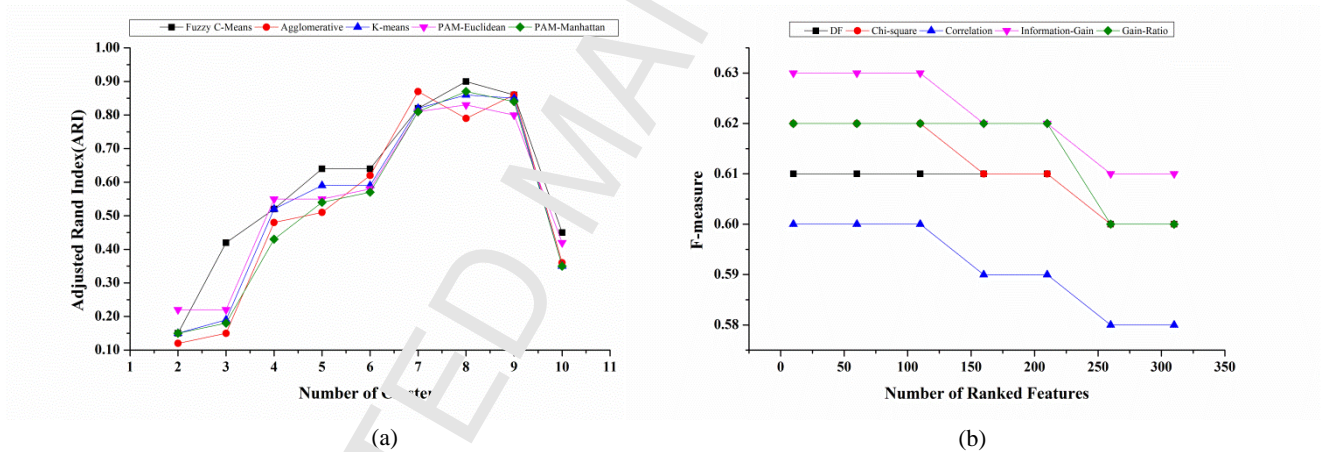 Fuzzy C-Means Agglomerative K-means PAM-Euclidean PAM-Manhattan
1.00
0.90
0.80
0.70
0.60
0.50
0.40
0.30
0.20
0.10
Adjusted Rand Index(ARI)
1 2 3 4 5 6 7 8 9 10 11
Number of
(a)
DF Chi-square Correlation Information-Gain Gain-Ratio
0.63
0.62
0.61
0.60
0.59
0.58
F-measure
0 50 100 150 200 250 300 350
Number of Ranked Features
(b)
TED MA